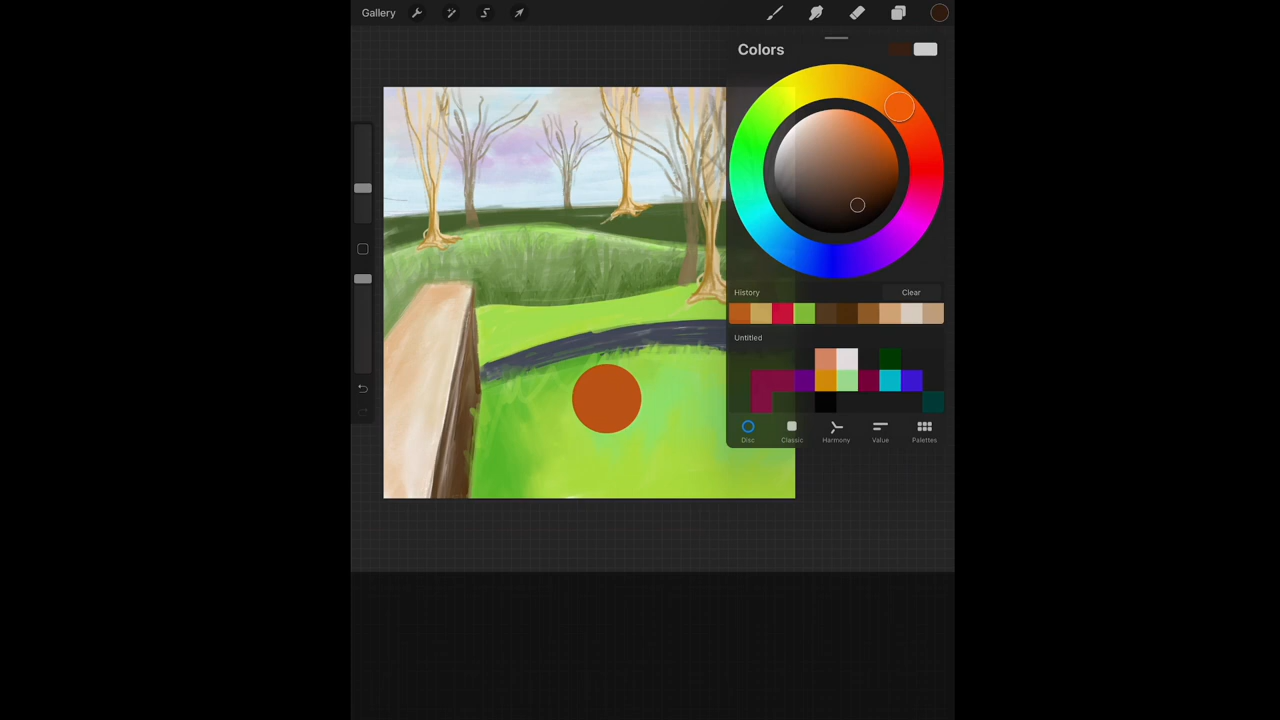 Gallery
Colors
History Clear
Untitled
Disc Classic Harmony Value Palettes